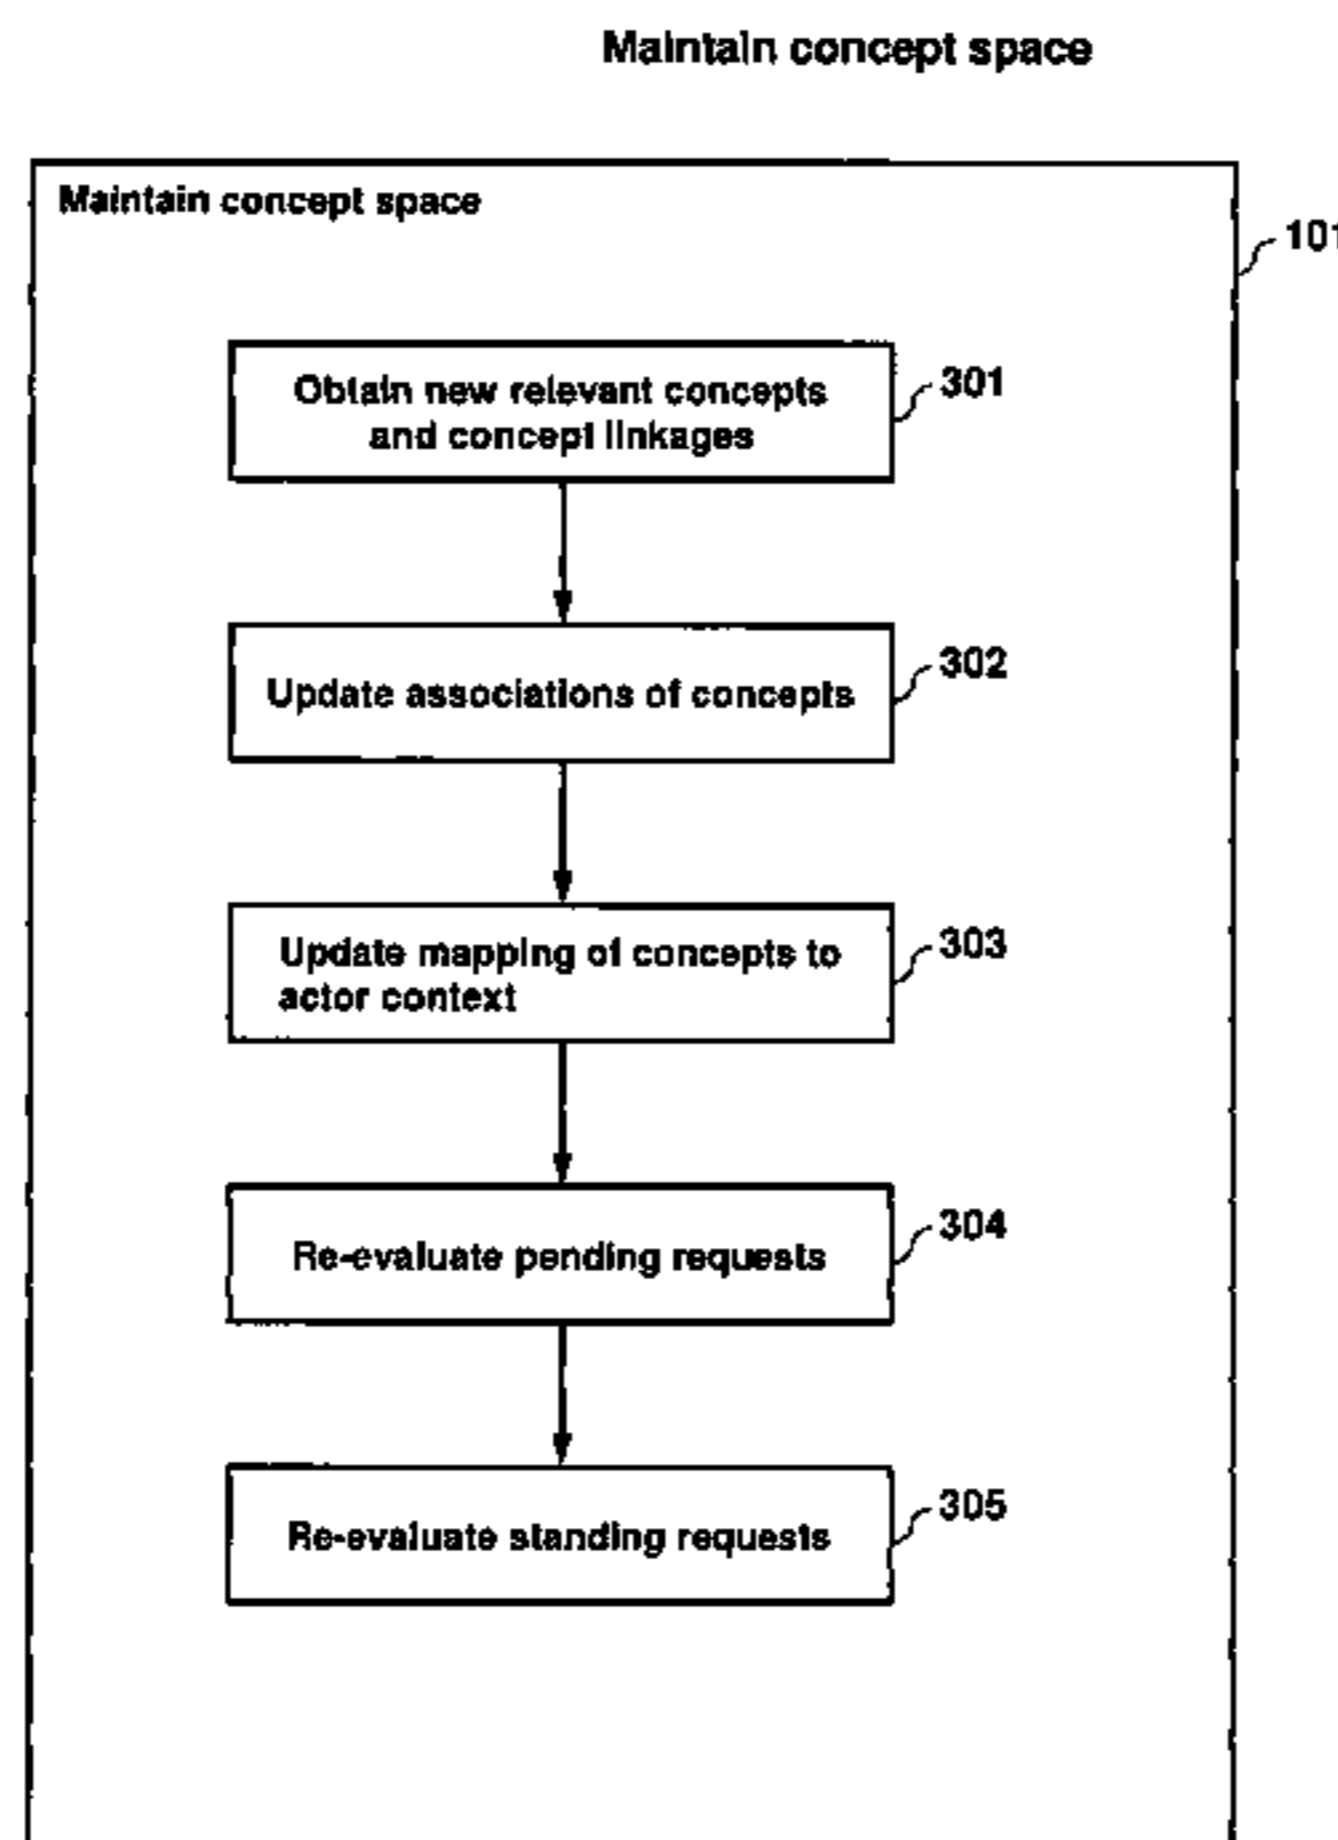 Maintain concept space
Maintain concept space
101
Obtain new relevant concepts
and concept linkages
301
Update associations of concepts
302
Update mapping of concepts to
actor context
303
Re-evaluate pending requests
304
Re-evaluate standing requests
305